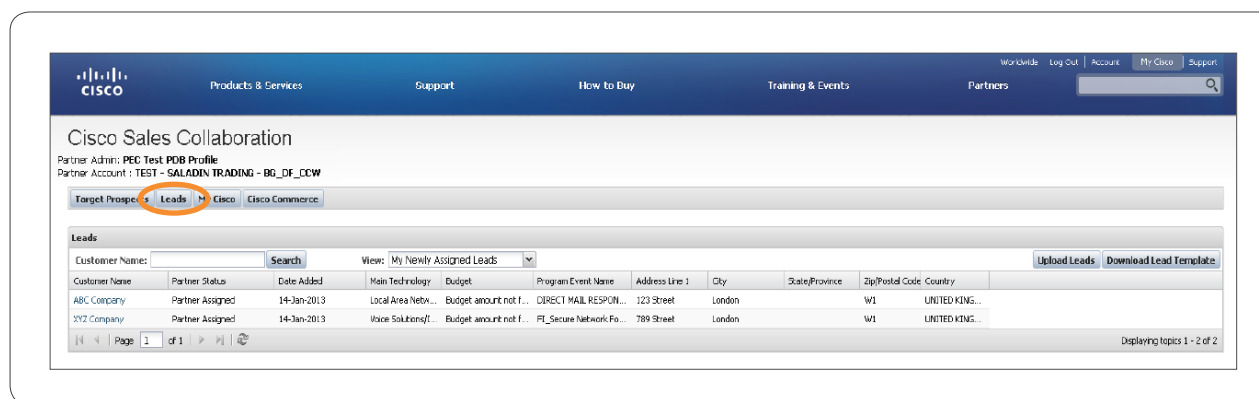 Worldwide Log Out Account My Cisco Support
CISCO Products & Services Support How to Buy Training & Events Partners
Cisco Sales Collaboration
Partner Admin: PEC Test PDB Profile
Partner Account : TEST - SALADIN TRADING - BG_DF_CCW
Target Prospects Leads My Cisco Cisco Commerce
Leads
Customer Name: Search View: My Newly Assigned Leads Upload Leads Download Lead Template
Customer Name Partner Status Date Added Main Technology Budget Program Event Name Address Line 1 City State/Province Zip/Postal Code Country
ABC Company Partner Assigned 14-Jan-2013 Local Area Netw... Budget amount not f... DIRECT MAIL RESPON... 123 Street London W1 UNITED KING...
XYZ Company Partner Assigned 14-Jan-2013 Voice Solutions/I... Budget amount not f... FI_Secure Network Fo... 789 Street London W1 UNITED KING...
Page 1 of 1 Displaying topics 1 - 2 of 2